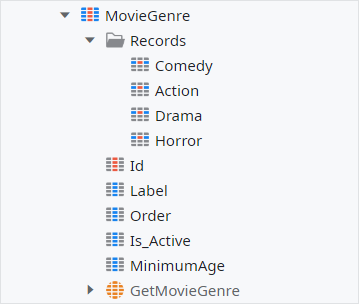 MovieGenre
Records
Comedy
Action
Drama
Horror
Id
Label
Order
Is_Active
MinimumAge
GetMovieGenre